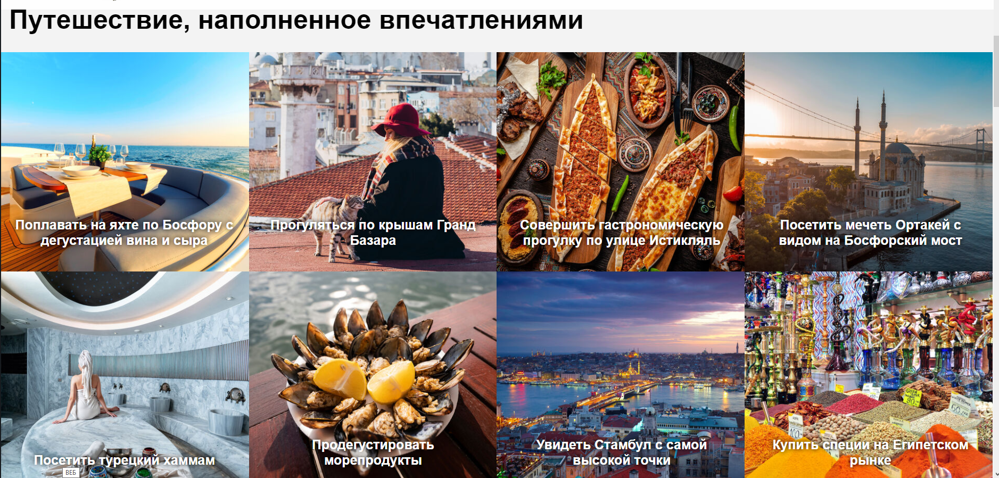 Путешествие, наполненное впечатлениями
Поплавать на яхте по Босфору с
дегустацией вина и сыра
Прогуляться по крышам Гранд
Базара
Совершить гастрономическую
прогулку по улице Истикляль
Посетить мечеть Ортакей с
видом на Босфорский мост
Посетить турецкий хаммам
ВЕБ
Продегустировать
морепродукты
Увидеть Стамбул с самой
высокой точки
Купить специи на Египетском
рынке